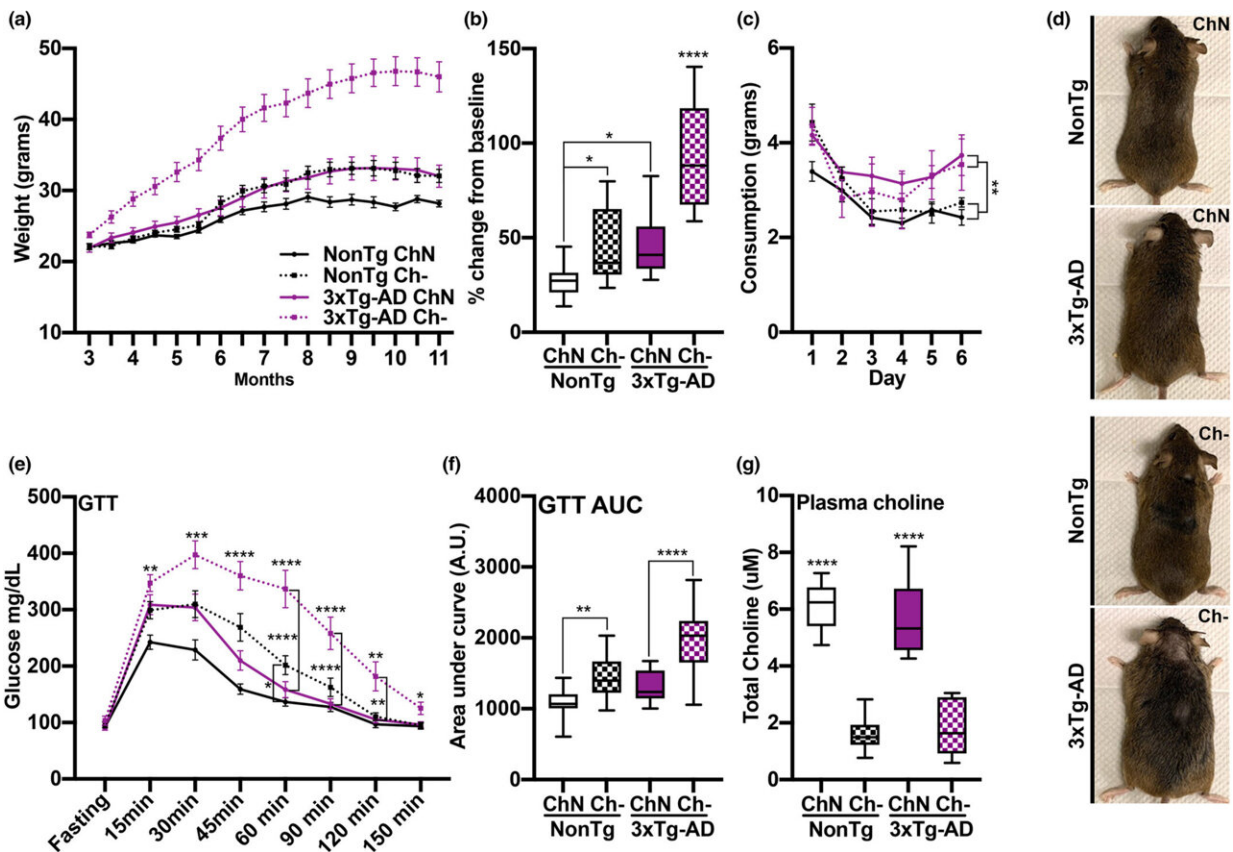 (a)
Weight (grams)
50
40
30
20
10
3 4 5 6 7 8 9 10 11
Months
NonTg ChN
NonTg Ch-
3xTg-AD ChN
3xTg-AD Ch-
(b)
% change from baseline
150
100
50
0
*
*
****
ChN Ch- ChN Ch-
NonTg 3xTg-AD
(c)
Consumption (grams)
6
4
2
0
1 2 3 4 5 6
Day
**
(d)
ChN
NonTg
ChN
3xTg-AD
Ch-
NonTg
Ch-
3xTg-AD
(e)
GTT
Glucose mg/dL
500
400
300
200
100
0
** *** **** **** **** ** *
**** **** **
*
Fasting 15min 30min 45min 60 min 90 min 120 min 150 min
(f)
GTT AUC
Area under curve (A.U.)
4000
3000
2000
1000
0
**
****
ChN Ch- ChN Ch-
NonTg 3xTg-AD
(g)
Plasma choline
Total Choline (uM)
8
6
4
2
0
**** ****
ChN Ch- ChN Ch-
NonTg 3xTg-AD